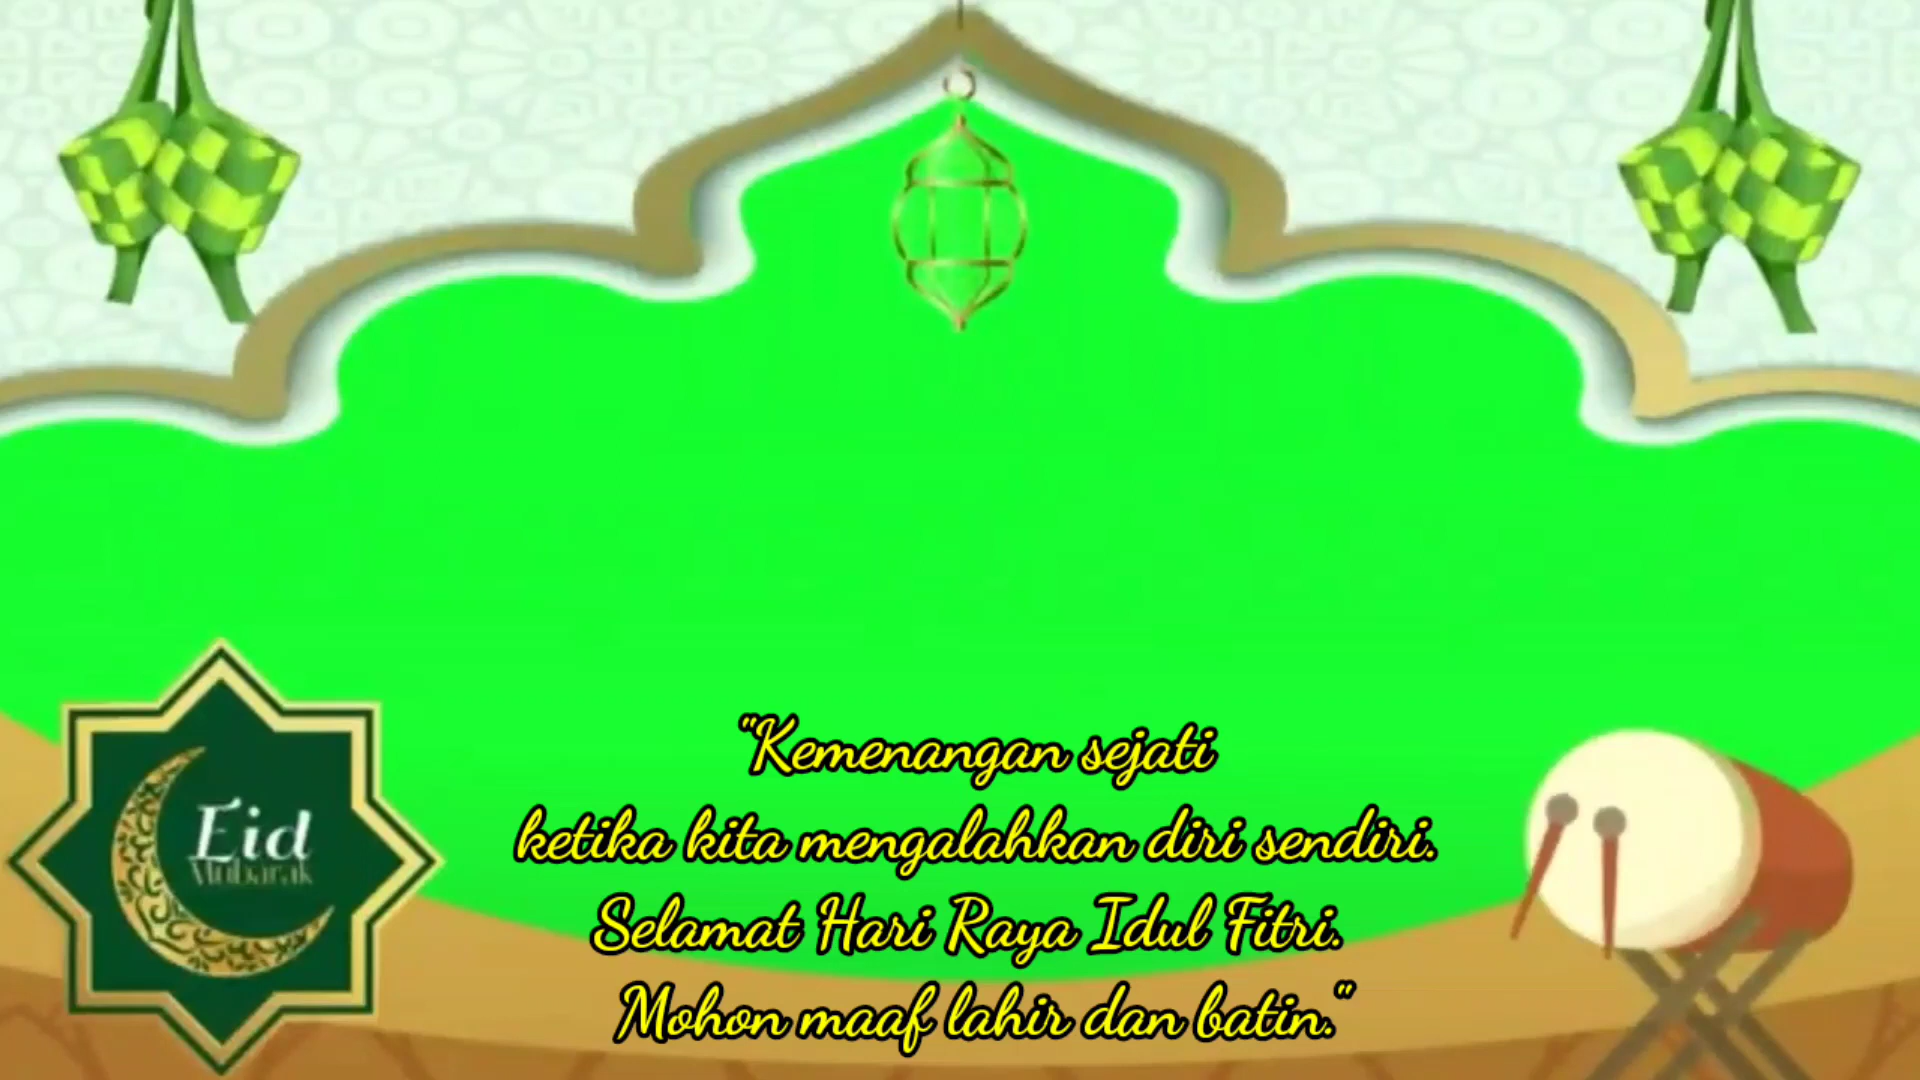 Eid
Mubarak
"Kemenangan sejati
ketika kita mengalahkan diri sendiri.
Selamat Hari Raya Idul Fitri.
Mohon maaf lahir dan batin."